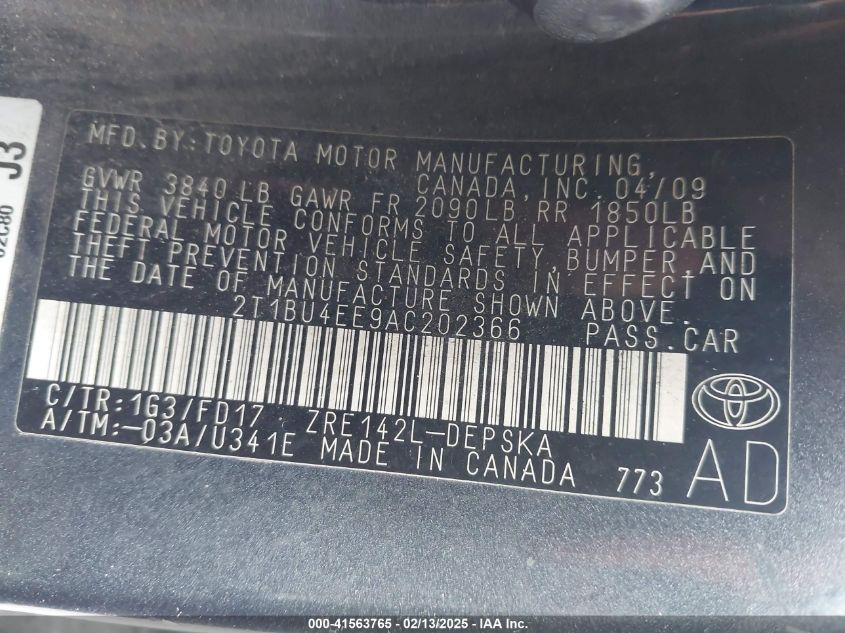 J3
MFD.BY:TOYOTA MOTOR MANUFACTURING,
CANADA,INC. 04/09
GVWR 3840 LB GAWR FR 2090LB RR 1850LB
THIS VEHICLE CONFORMS TO ALL APPLICABLE
FEDERAL MOTOR VEHICLE SAFETY,BUMPER,AND
THEFT PREVENTION STANDARDS IN EFFECT ON
THE DATE OF MANUFACTURE SHOWN ABOVE.
2T1BU4EE9AC202366 PASS.CAR
C/TR:1G3/FD17 ZRE142L-DEPSKA
A/TM:-03A/U341E MADE IN CANADA 773
AD
000-41563765 - 02/13/2025 - IAA Inc.